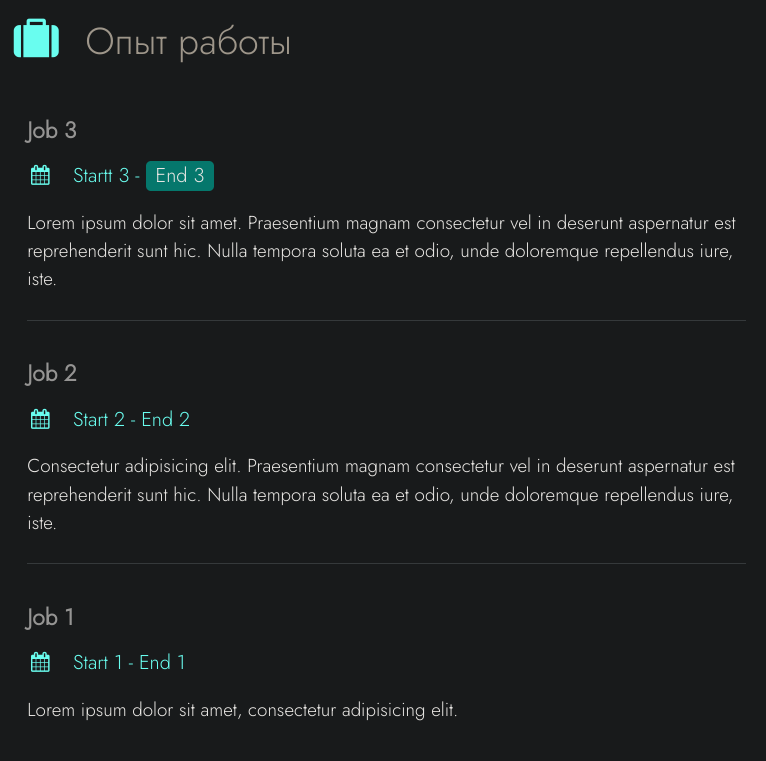 Опыт работы
Job 3
Startt 3 - End 3
Lorem ipsum dolor sit amet. Praesentium magnam consectetur vel in deserunt aspernatur est
reprehenderit sunt hic. Nulla tempora soluta ea et odio, unde doloremque repellendus iure,
iste.
Job 2
Start 2 - End 2
Consectetur adipisicing elit. Praesentium magnam consectetur vel in deserunt aspernatur est
reprehenderit sunt hic. Nulla tempora soluta ea et odio, unde doloremque repellendus iure,
iste.
Job 1
Start 1 - End 1
Lorem ipsum dolor sit amet, consectetur adipisicing elit.